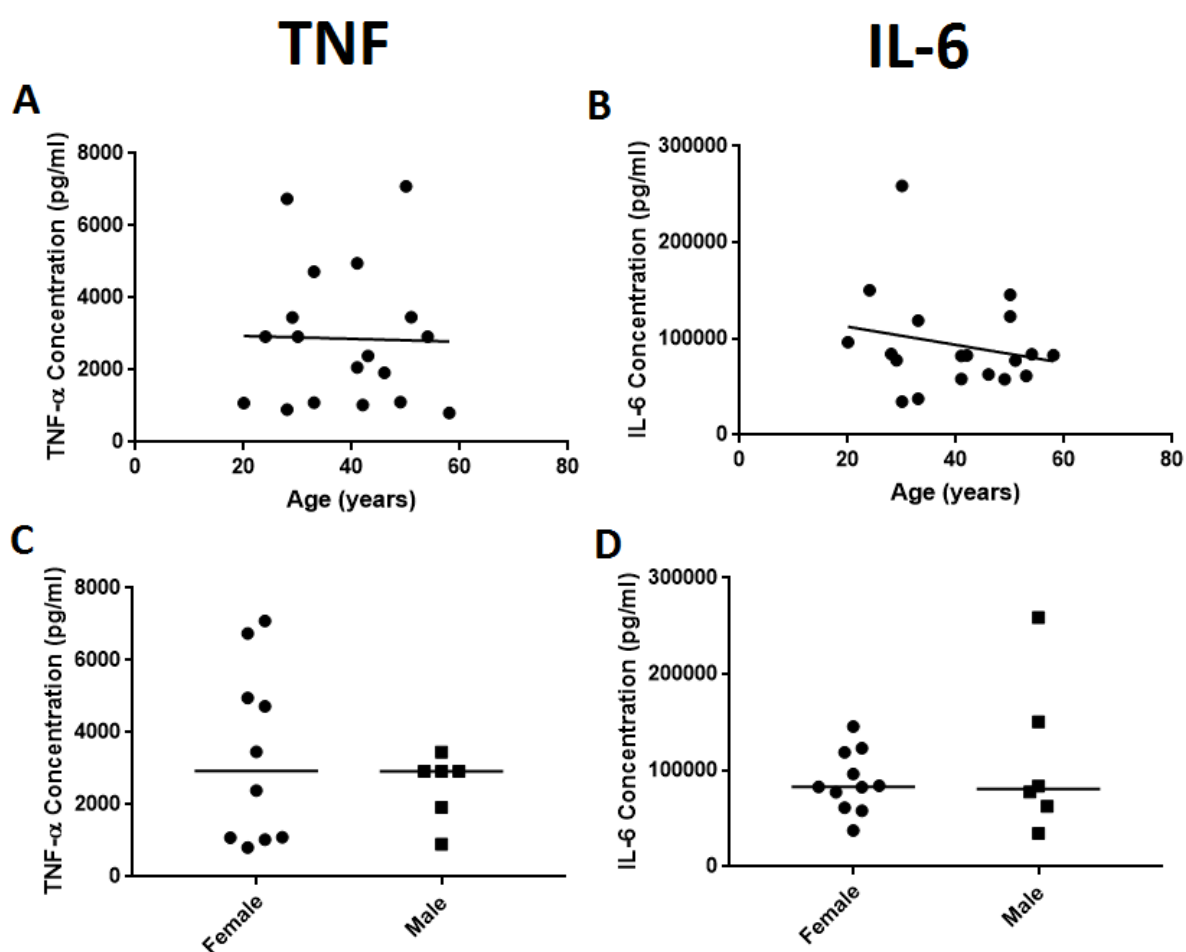 TNF
IL-6
A
TNF-α Concentration (pg/ml)
8000
6000
4000
2000
0
0 20 40 60 80
Age (years)
B
IL-6 Concentration (pg/ml)
300000
200000
100000
0
0 20 40 60 80
Age (years)
C
TNF-α Concentration (pg/ml)
8000
6000
4000
2000
0
Female Male
D
IL-6 Concentration (pg/ml)
300000
200000
100000
0
Female Male